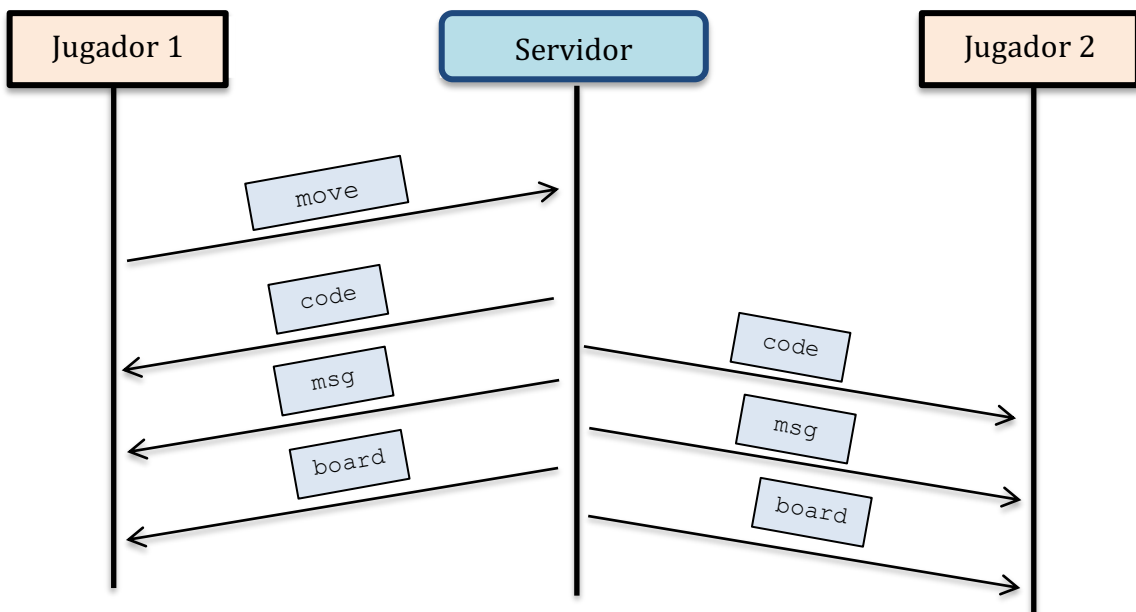 Jugador 1
Servidor
Jugador 2
move
code
msg
board
code
msg
board